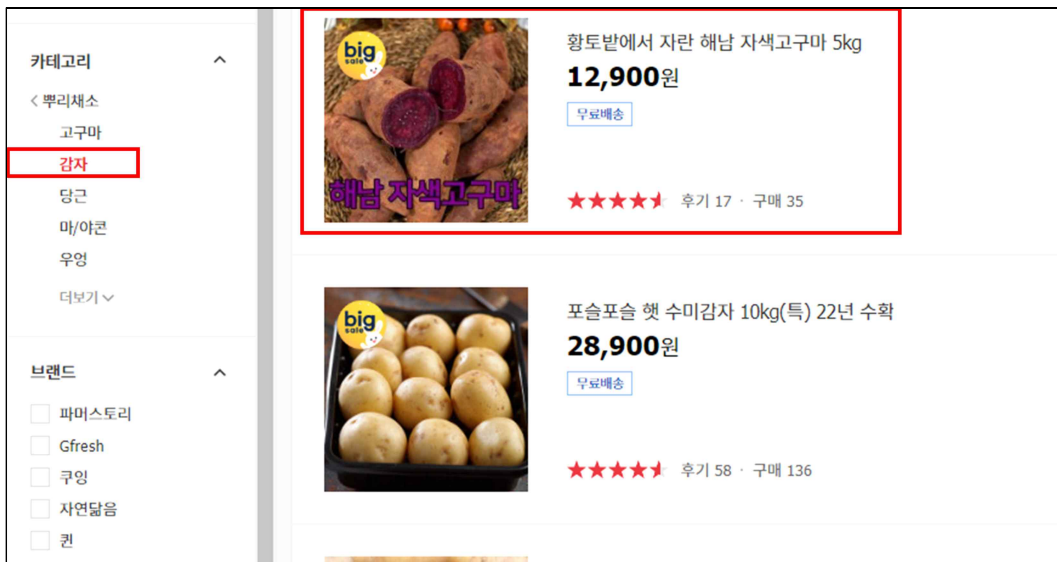 카테고리
< 뿌리채소
고구마
감자
당근
마/야콘
우엉
더보기
브랜드
파머스토리
Gfresh
쿠잉
자연닮음
퀸
big
sale
해남 자색고구마
황토밭에서 자란 해남 자색고구마 5kg
12,900원
무료배송
후기 17 · 구매 35
big
sale
포슬포슬 햇 수미감자 10kg(특) 22년 수확
28,900원
무료배송
후기 58 · 구매 136